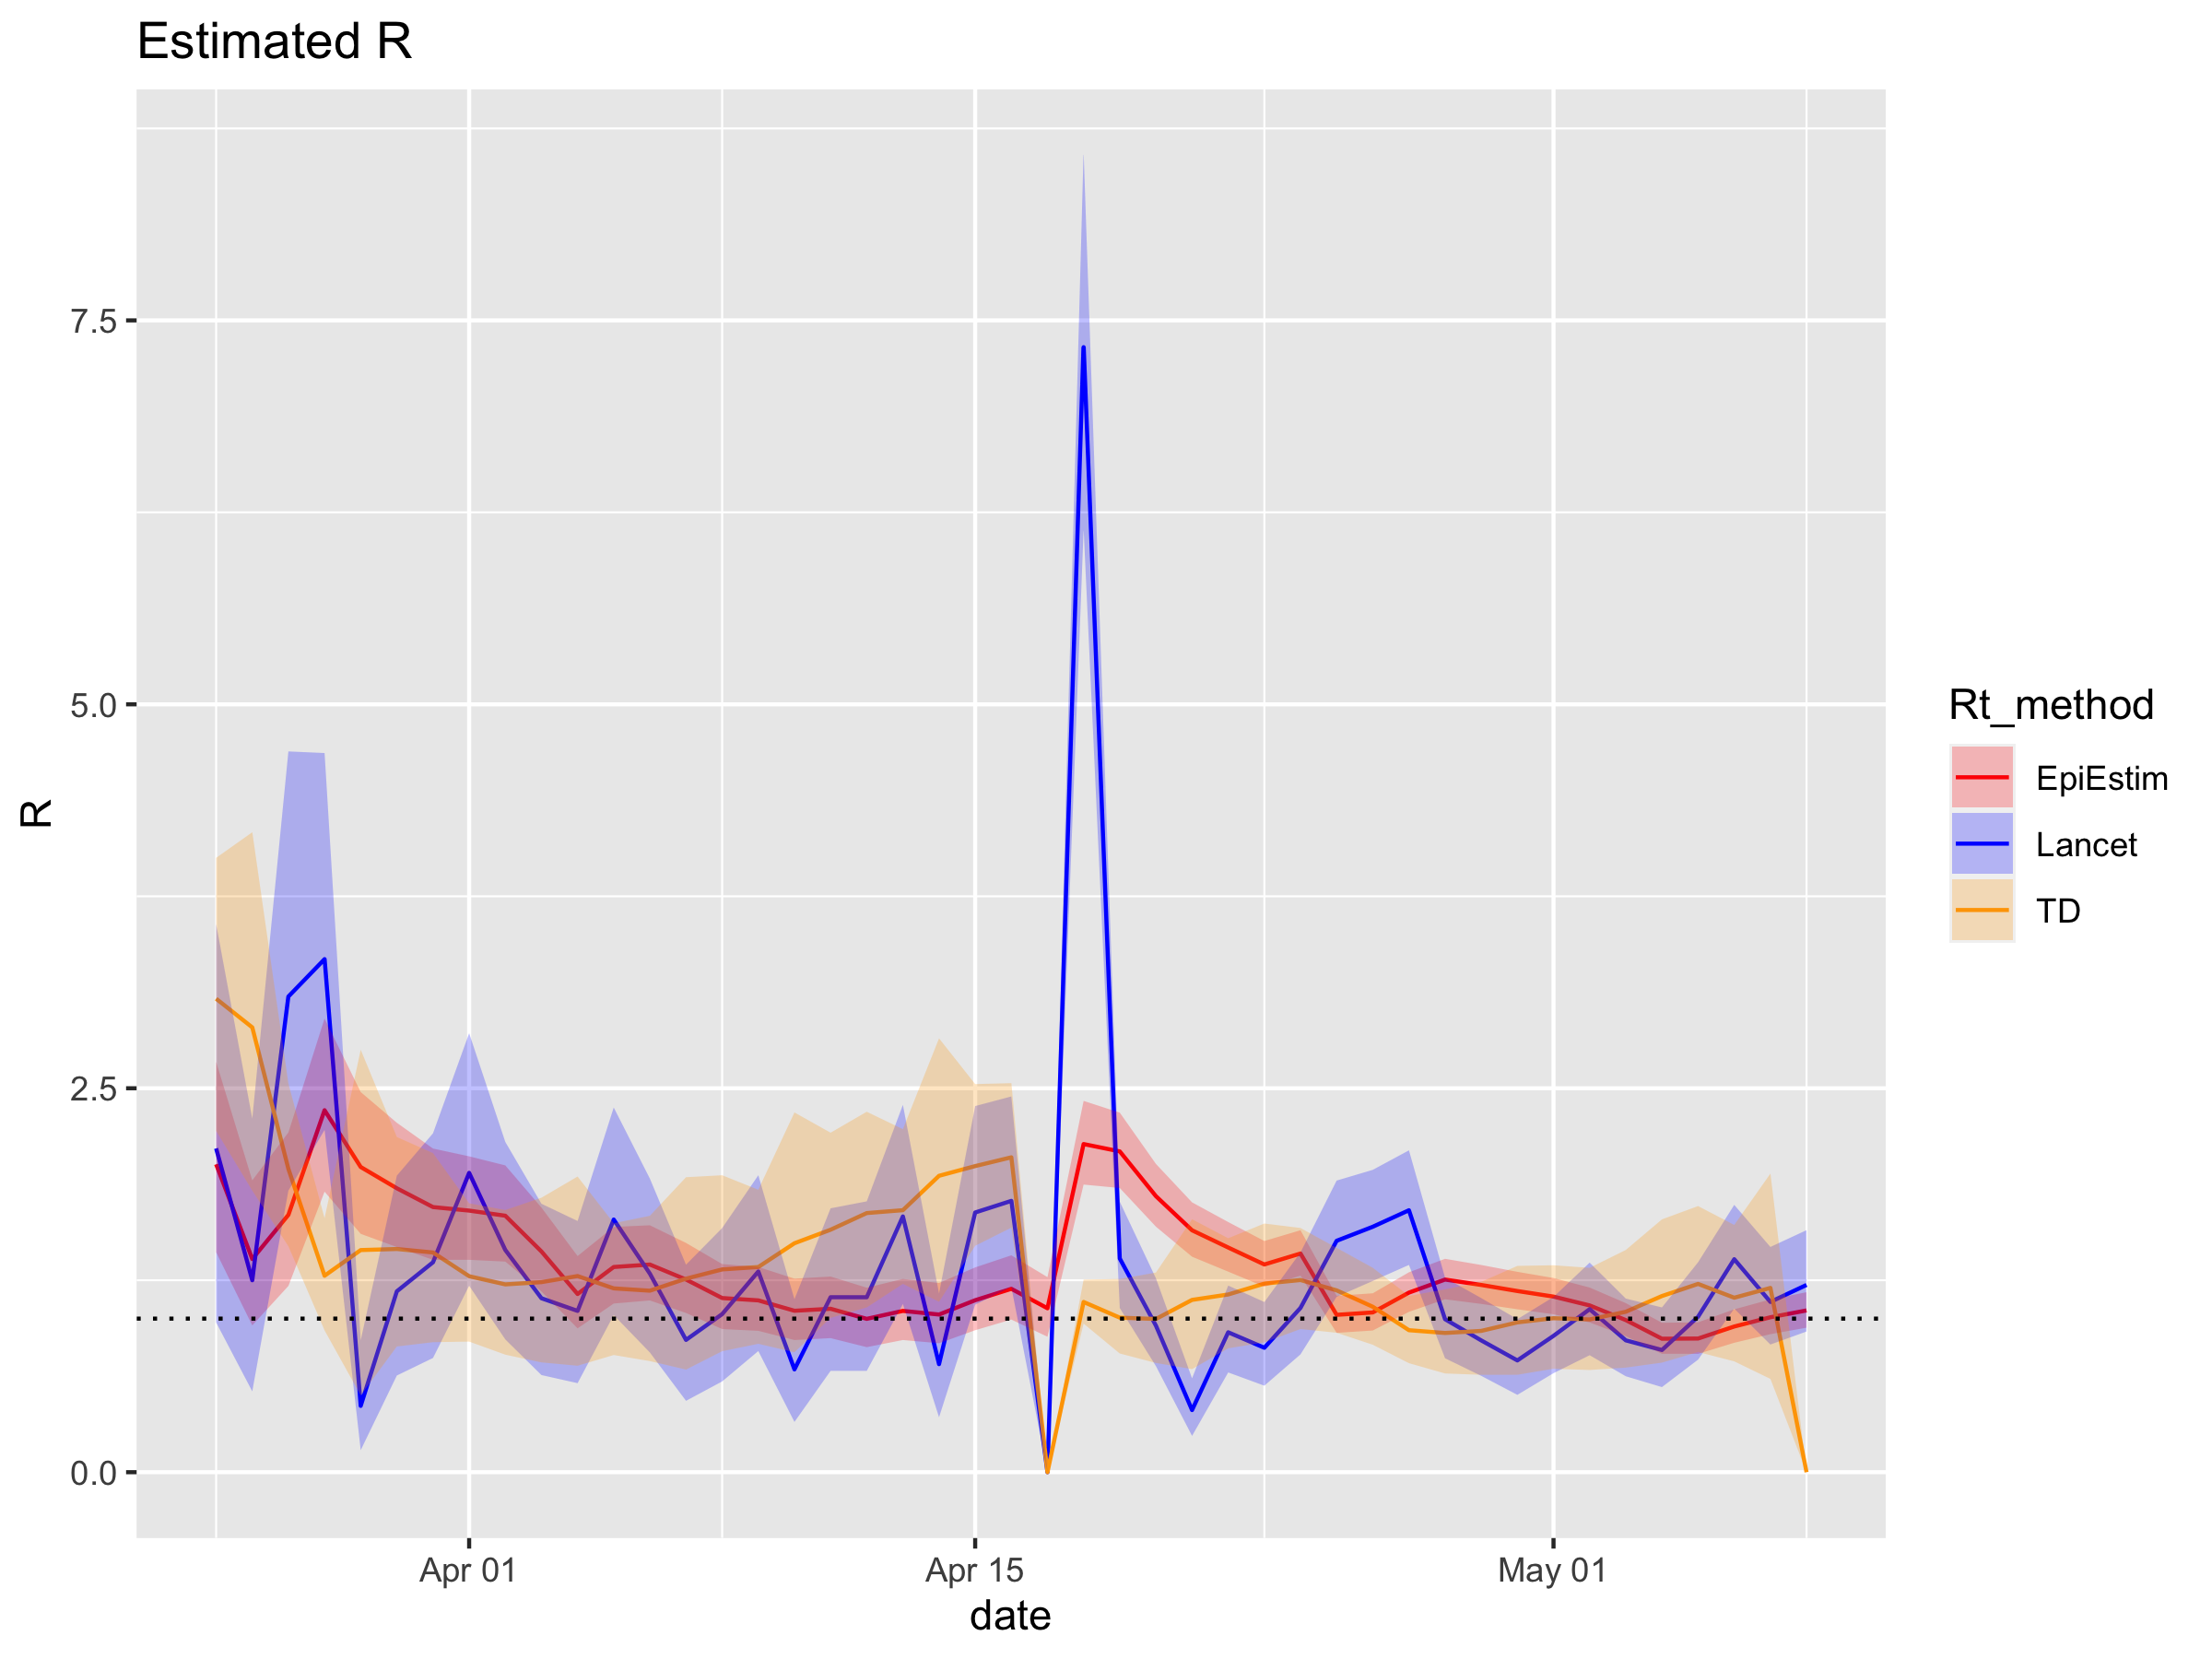 Estimated R
7.5
5.0
2.5
0.0
R
Apr 01
Apr 15
May 01
date
Rt_method
EpiEstim
Lancet
TD